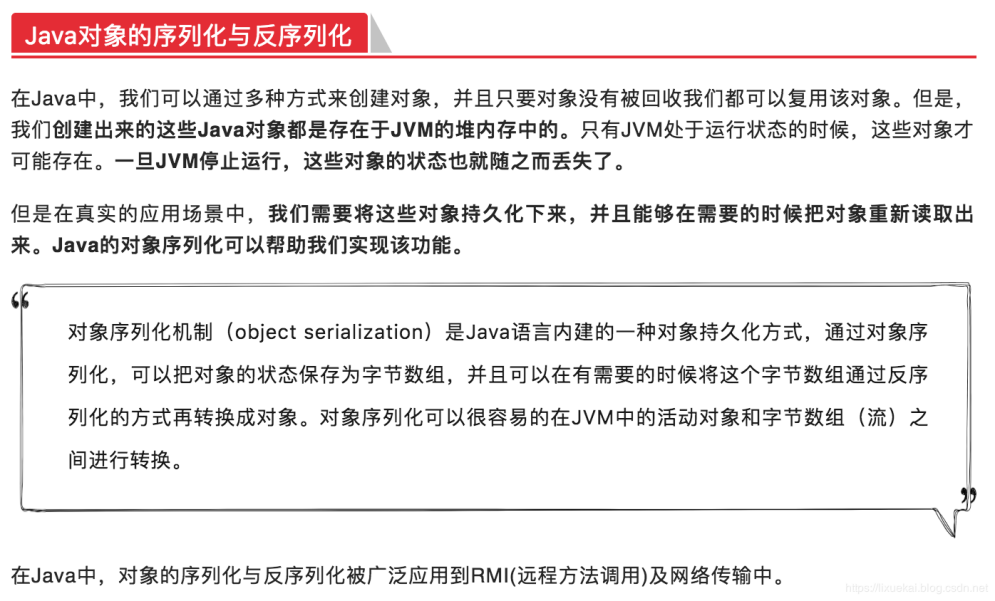 Java对象的序列化与反序列化
在Java中，我们可以通过多种方式来创建对象，并且只要对象没有被回收我们都可以复用该对象。但是，
我们创建出来的这些Java对象都是存在于JVM的堆内存中的。只有JVM处于运行状态的时候，这些对象才
可能存在。一旦JVM停止运行，这些对象的状态也就随之而丢失了。
但是在真实的应用场景中，我们需要将这些对象持久化下来，并且能够在需要的时候把对象重新读取出
来。Java的对象序列化可以帮助我们实现该功能。
❝
对象序列化机制（object serialization）是Java语言内建的一种对象持久化方式，通过对象序
列化，可以把对象的状态保存为字节数组，并且可以在有需要的时候将这个字节数组通过反序
列化的方式再转换成对象。对象序列化可以很容易的在JVM中的活动对象和字节数组（流）之
间进行转换。
❞
在Java中，对象的序列化与反序列化被广泛应用到RMI(远程方法调用)及网络传输中。
https://lixuekai.blog.csdn.net